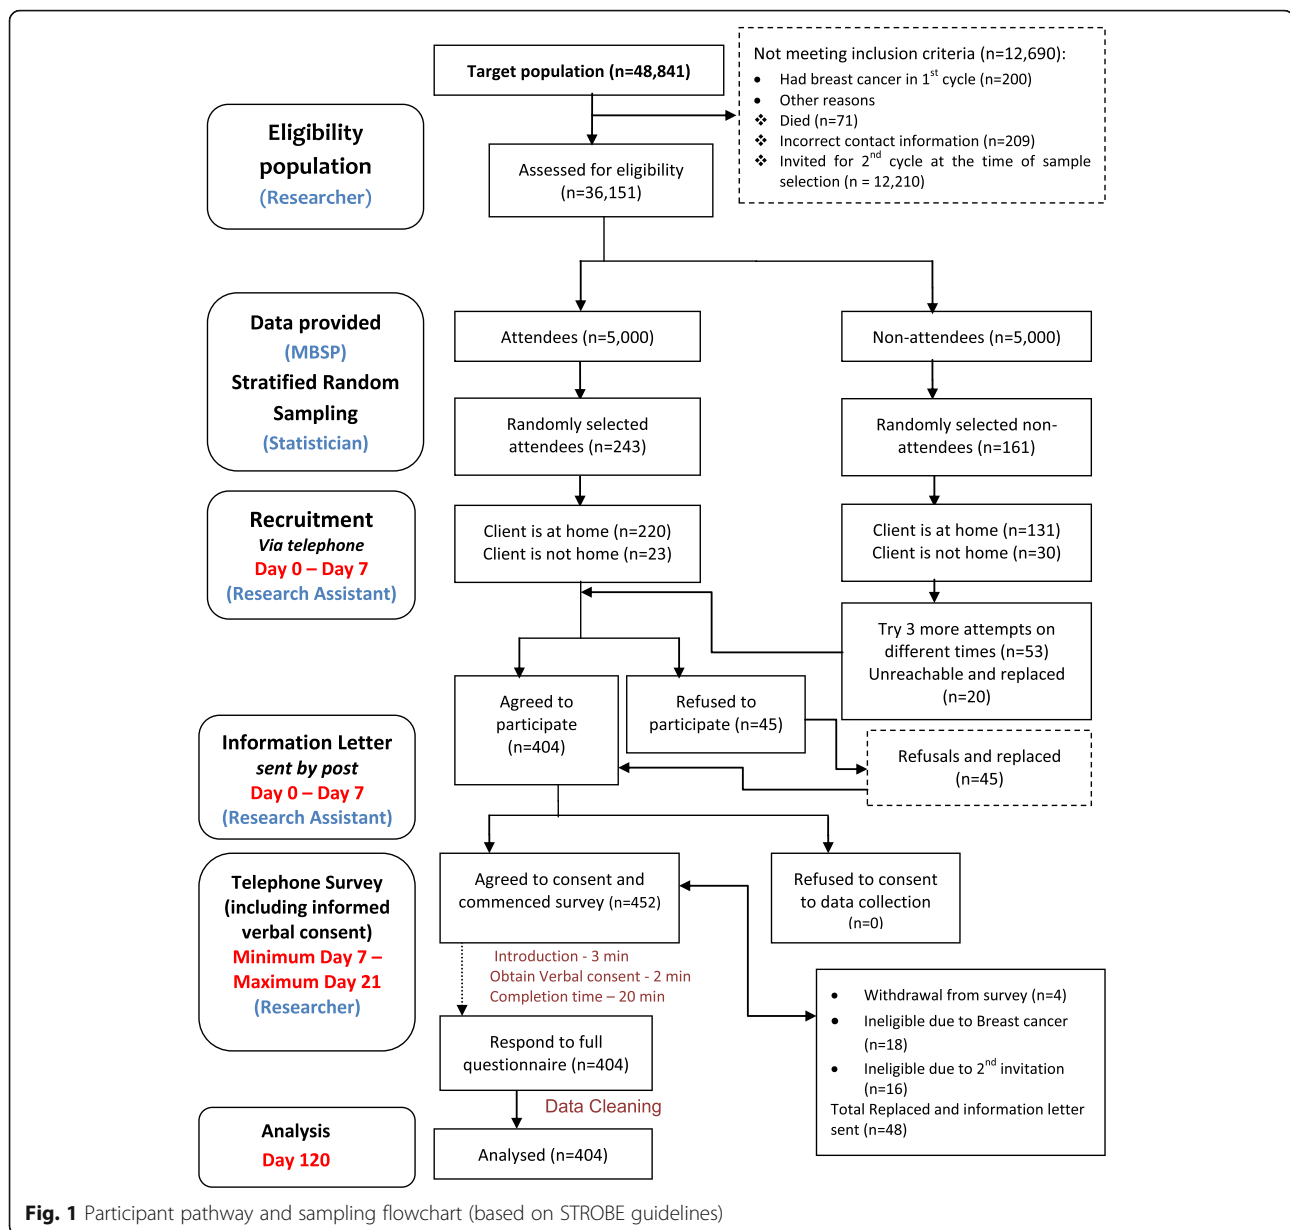 Target population (n=48,841)
Not meeting inclusion criteria (n=12,690):
• Had breast cancer in 1st cycle (n=200)
• Other reasons
❖ Died (n=71)
❖ Incorrect contact information (n=209)
❖ Invited for 2nd cycle at the time of sample
selection (n = 12,210)
Eligibility
population
(Researcher)
Assessed for eligibility
(n=36,151)
Data provided
(MBSP)
Stratified Random
Sampling
(Statistician)
Attendees (n=5,000)
Non-attendees (n=5,000)
Randomly selected
attendees (n=243)
Randomly selected non-
attendees (n=161)
Recruitment
Via telephone
Day 0 – Day 7
(Research Assistant)
Client is at home (n=220)
Client is not home (n=23)
Client is at home (n=131)
Client is not home (n=30)
Try 3 more attempts on
different times (n=53)
Unreachable and replaced
(n=20)
Agreed to
participate
(n=404)
Refused to
participate (n=45)
Refusals and replaced
(n=45)
Information Letter
sent by post
Day 0 – Day 7
(Research Assistant)
Telephone Survey
(including informed
verbal consent)
Minimum Day 7 –
Maximum Day 21
(Researcher)
Agreed to consent and
commenced survey (n=452)
Refused to consent
to data collection
(n=0)
Introduction - 3 min
Obtain Verbal consent - 2 min
Completion time – 20 min
• Withdrawal from survey (n=4)
• Ineligible due to Breast cancer
(n=18)
• Ineligible due to 2nd invitation
(n=16)
Total Replaced and information letter
sent (n=48)
Respond to full
questionnaire (n=404)
Data Cleaning
Analysis
Day 120
Analysed (n=404)
Fig. 1 Participant pathway and sampling flowchart (based on STROBE guidelines)